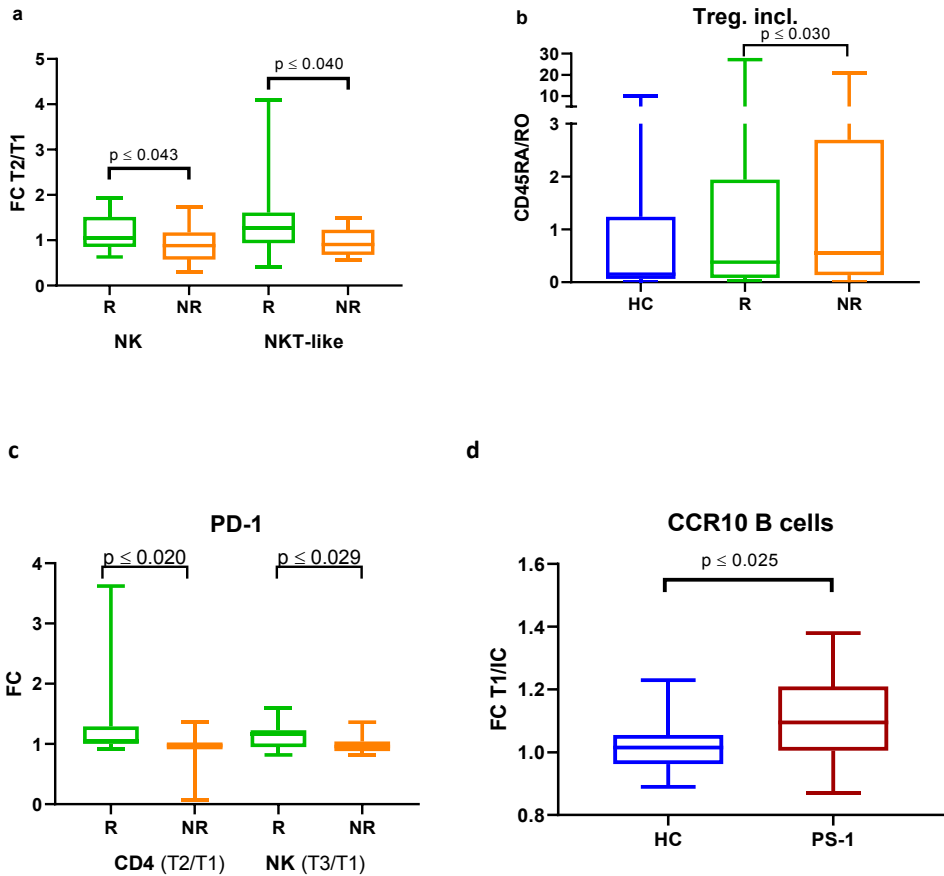 a
5
p ≤ 0.040
4
3
p ≤ 0.043
2
1
0
FC T2/T1
R NR R NR
NK NKT-like
b
Treg. incl.
p ≤ 0.030
30
20
10
3
2
1
0
CD45RA/RO
HC R NR
c
PD-1
p ≤ 0.020 p ≤ 0.029
4
3
2
1
0
FC
R NR R NR
CD4 (T2/T1) NK (T3/T1)
d
CCR10 B cells
p ≤ 0.025
1.6
1.4
1.2
1.0
0.8
FC T1/IC
HC PS-1